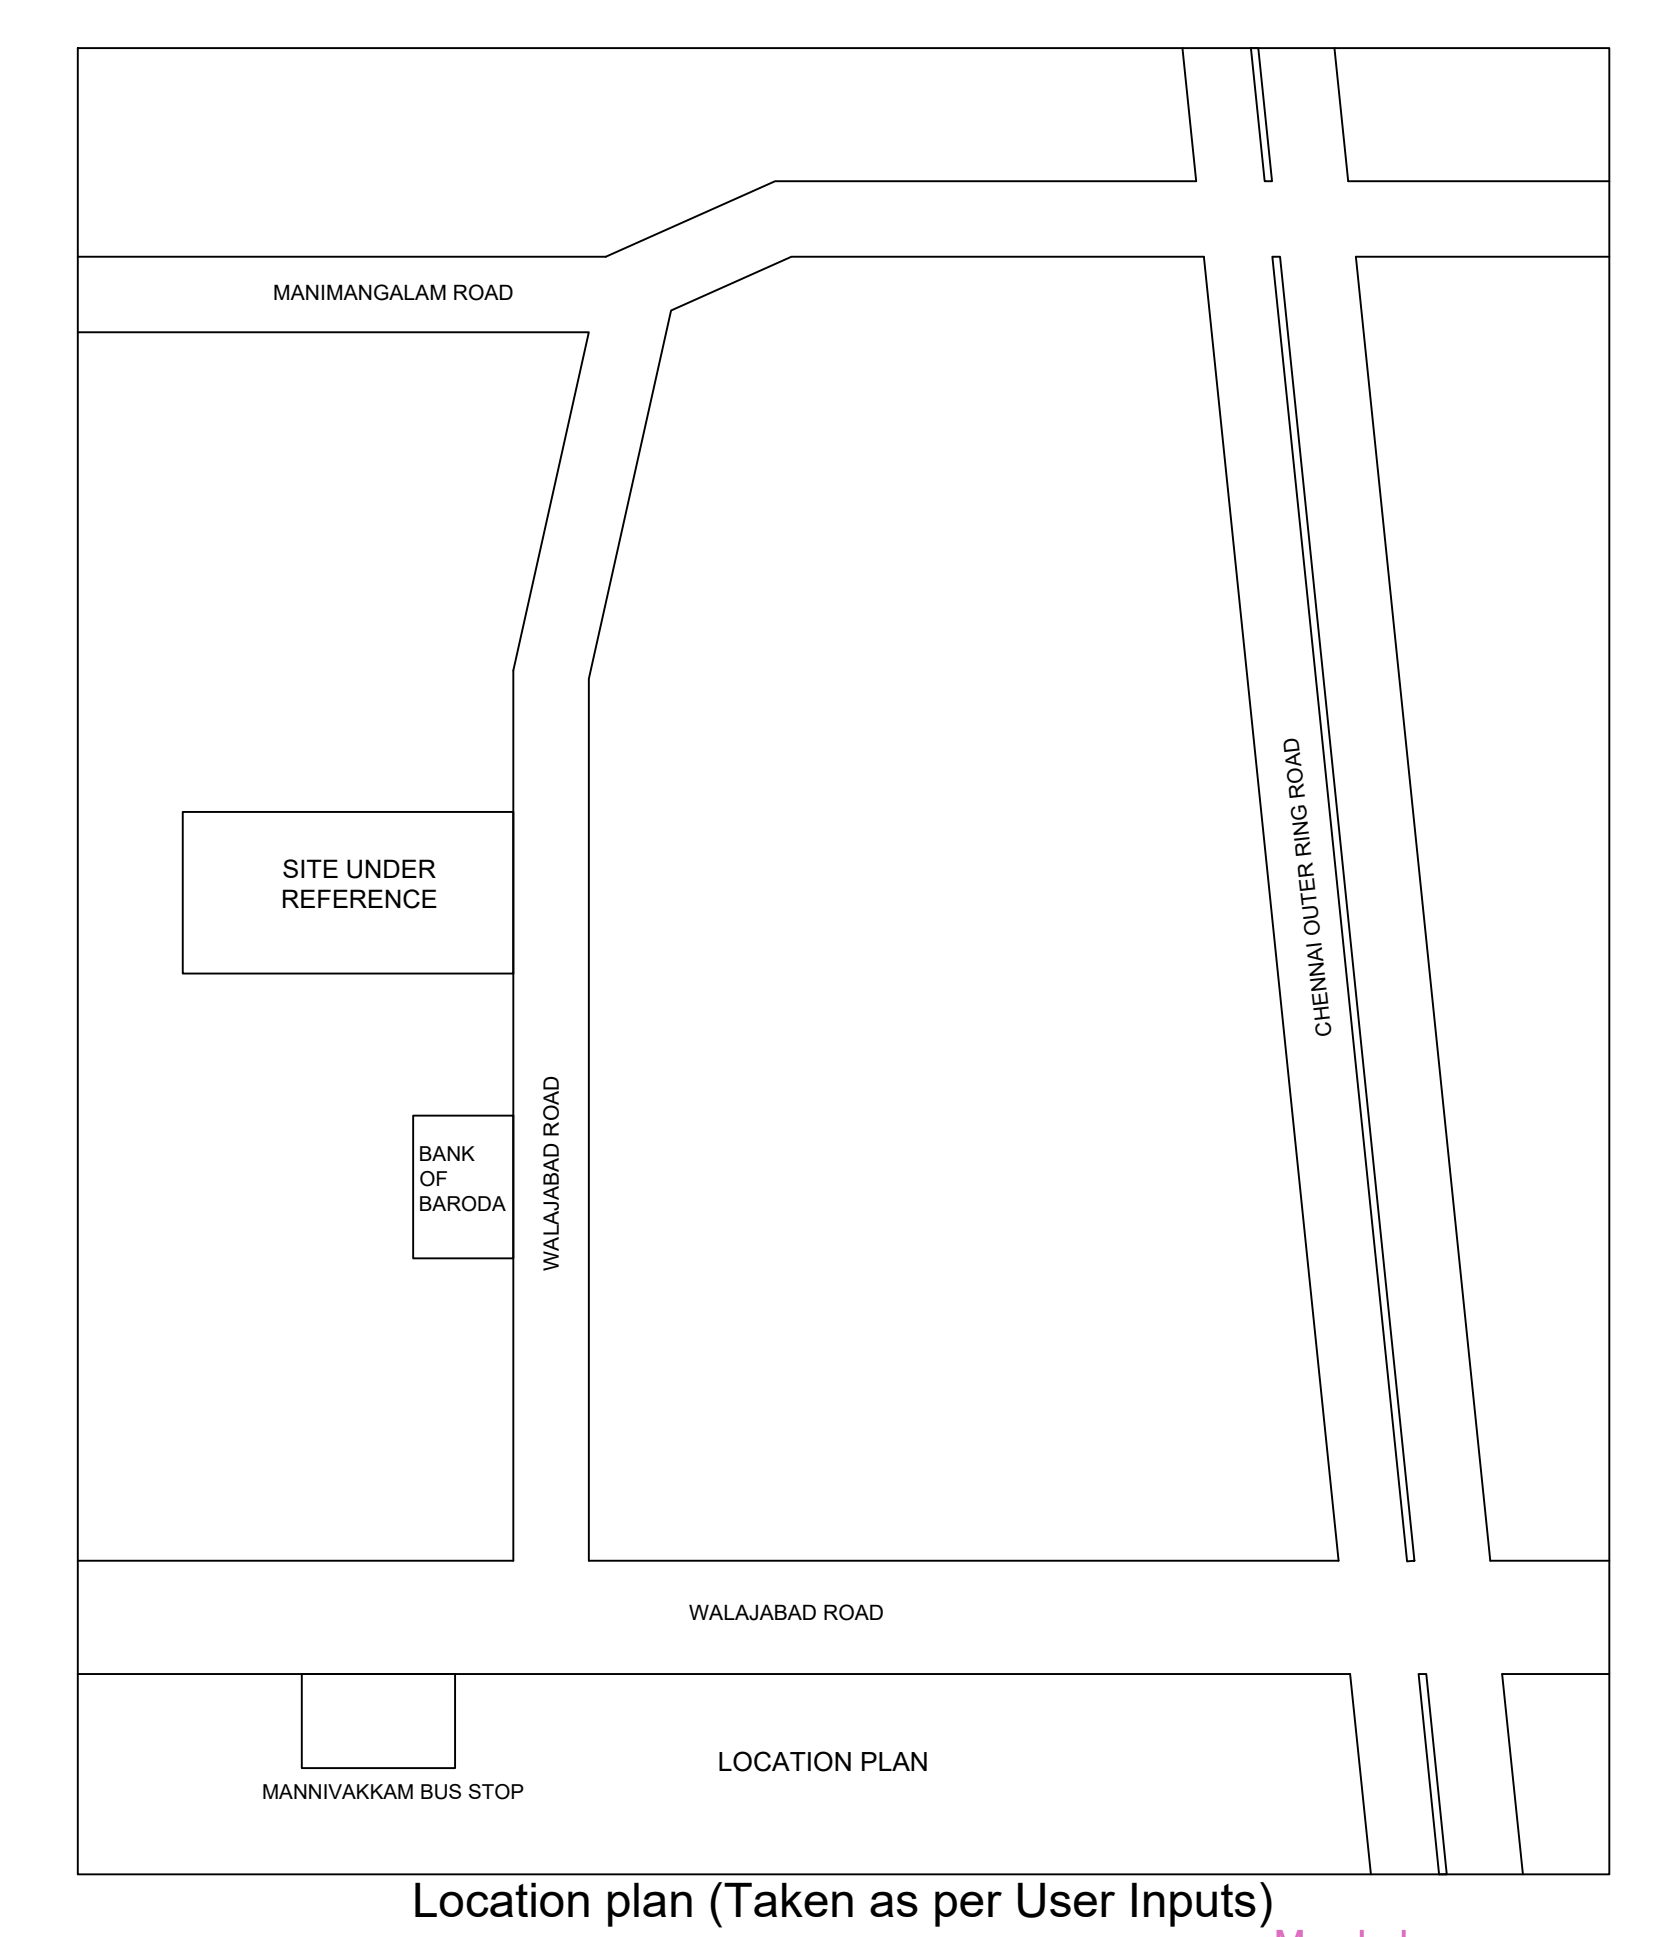 MANIMANGALAM ROAD
CHENNAI OUTER RING ROAD
SITE UNDER
REFERENCE
WALAJABAD ROAD
BANK
OF
BARODA
WALAJABAD ROAD
LOCATION PLAN
MANNIVAKKAM BUS STOP
Location plan (Taken as per User Inputs)